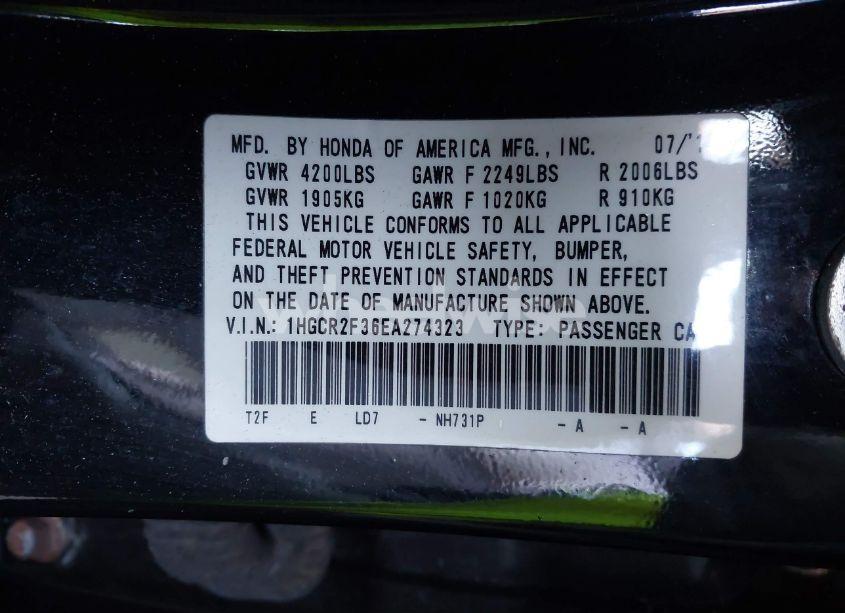 MFD. BY HONDA OF AMERICA MFG., INC. 07/
GVWR 4200LBS GAWR F 2249LBS R 2006LBS
GVWR 1905KG GAWR F 1020KG R 910KG
THIS VEHICLE CONFORMS TO ALL APPLICABLE
FEDERAL MOTOR VEHICLE SAFETY, BUMPER,
AND THEFT PREVENTION STANDARDS IN EFFECT
ON THE DATE OF MANUFACTURE SHOWN ABOVE.
V.I.N.: 1HGCR2F36EA274323 TYPE: PASSENGER CA
T2F E LD7 - NH731P - A - A